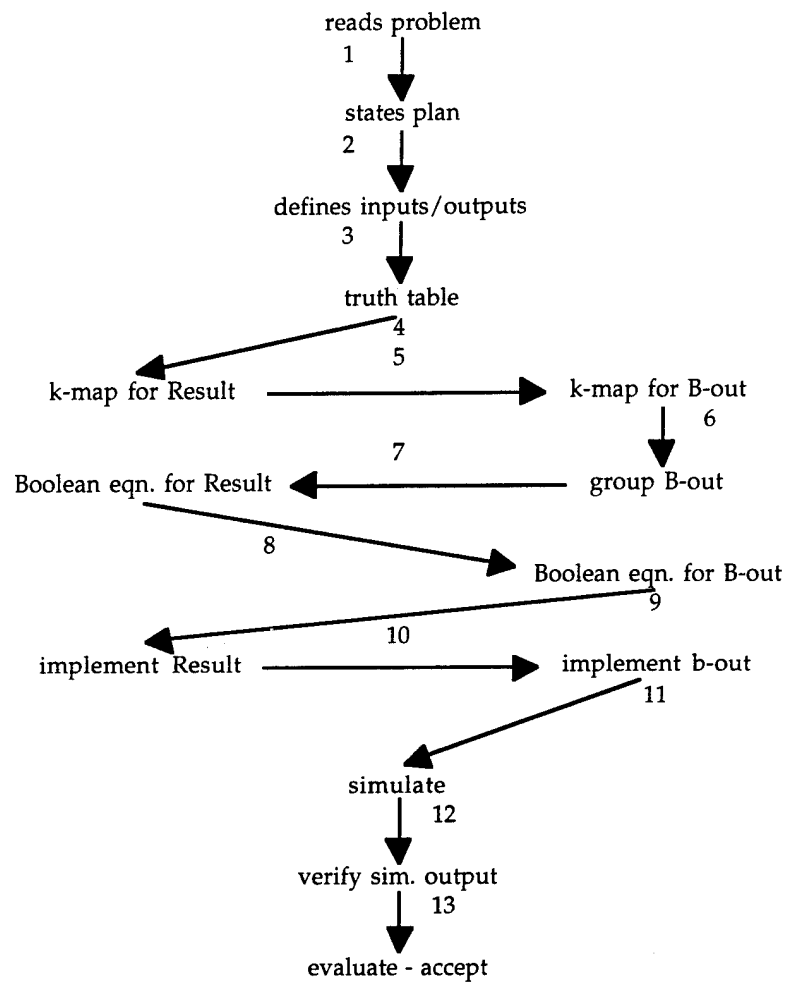 reads problem
1
states plan
2
defines inputs/outputs
3
truth table
4
5
k-map for Result
k-map for B-out
6
7
Boolean eqn. for Result
group B-out
8
Boolean eqn. for B-out
9
10
implement Result
implement b-out
11
simulate
12
verify sim. output
13
evaluate - accept